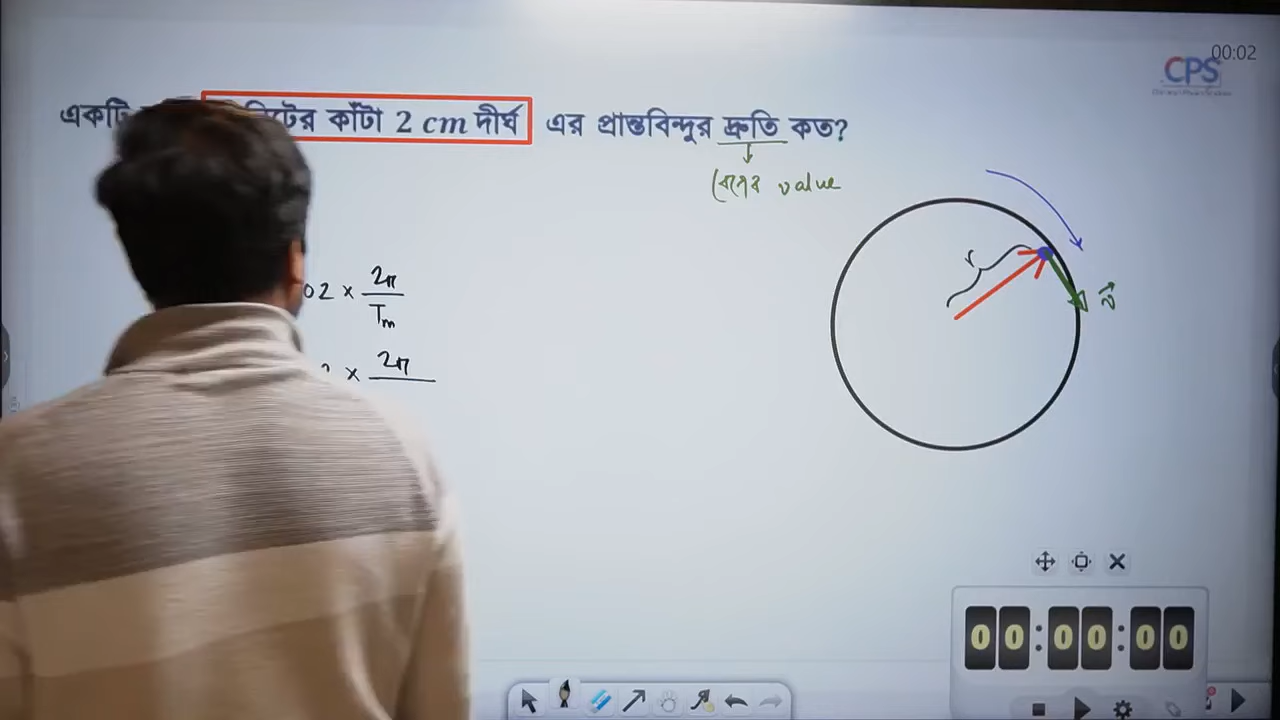 00:02
CPS
একটি
টের কাঁটা 2 cm দীর্ঘ এর প্রান্তবিন্দুর দ্রুতি কত?
বেগের value
r
v⃗
02 × 2π/Tm
× 2π
00:00:00